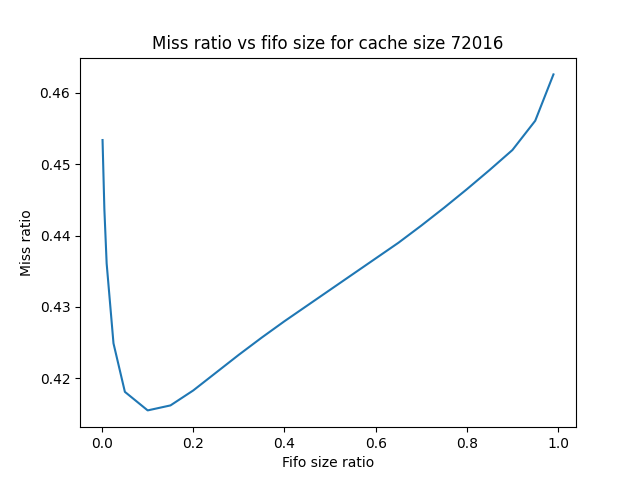 Miss ratio vs fifo size for cache size 72016
0.46
0.45
0.44
0.43
0.42
Miss ratio
0.0 0.2 0.4 0.6 0.8 1.0
Fifo size ratio